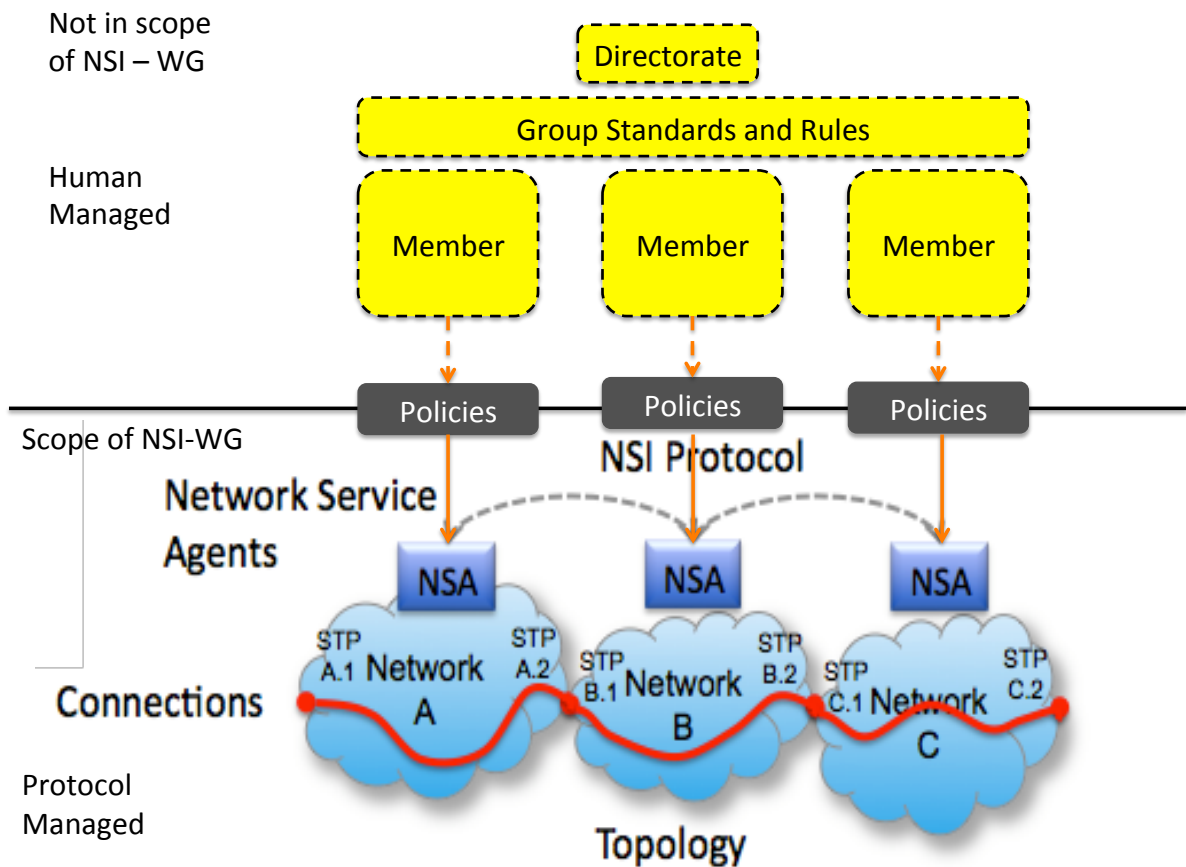 Not in scope
of NSI – WG
Directorate
Group Standards and Rules
Human
Managed
Member
Member
Member
Policies
Policies
Policies
Scope of NSI-WG
NSI Protocol
Network Service
Agents
NSA
NSA
NSA
STP
A.1
Network
A
STP
A.2
STP
B.1
Network
B
STP
B.2
STP
C.1
Network
C
STP
C.2
Connections
Protocol
Managed
Topology